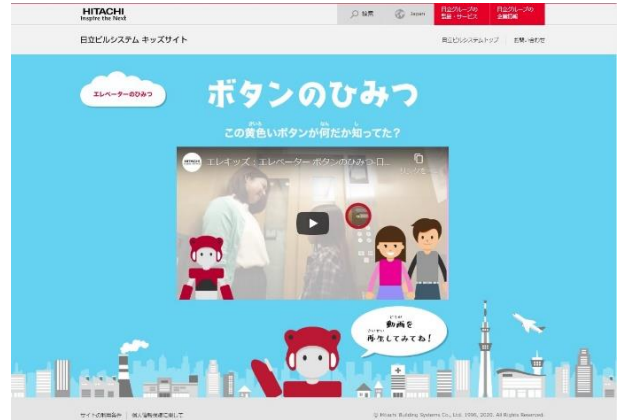 HITACHI
Inspire the Next
検索
Japan
日立グループの
製品・サービス
日立グループの
企業情報
日立ビルシステム キッズサイト
日立ビルシステムトップ
お問い合わせ
エレベーターのひみつ
ボタンのひみつ
この黄色いボタンが何だか知ってた？
エレキッズ：エレベーター ボタンのひみつ-日...
動画を
再生してみてね！
サイトの利用条件
個人情報保護に関して
© Hitachi Building Systems Co., Ltd. 1998, 2020. All Rights Reserved.